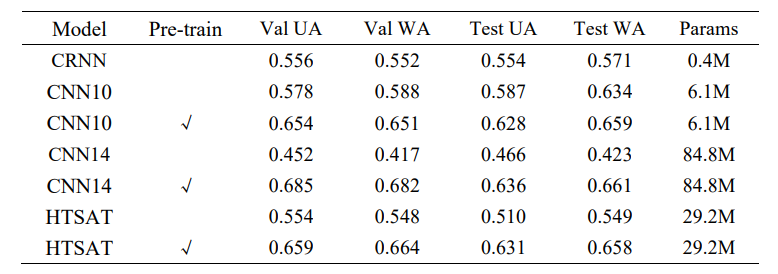 Model Pre-train Val UA Val WA Test UA Test WA Params
CRNN 0.556 0.552 0.554 0.571 0.4M
CNN10 0.578 0.588 0.587 0.634 6.1M
CNN10 √ 0.654 0.651 0.628 0.659 6.1M
CNN14 0.452 0.417 0.466 0.423 84.8M
CNN14 √ 0.685 0.682 0.636 0.661 84.8M
HTSAT 0.554 0.548 0.510 0.549 29.2M
HTSAT √ 0.659 0.664 0.631 0.658 29.2M